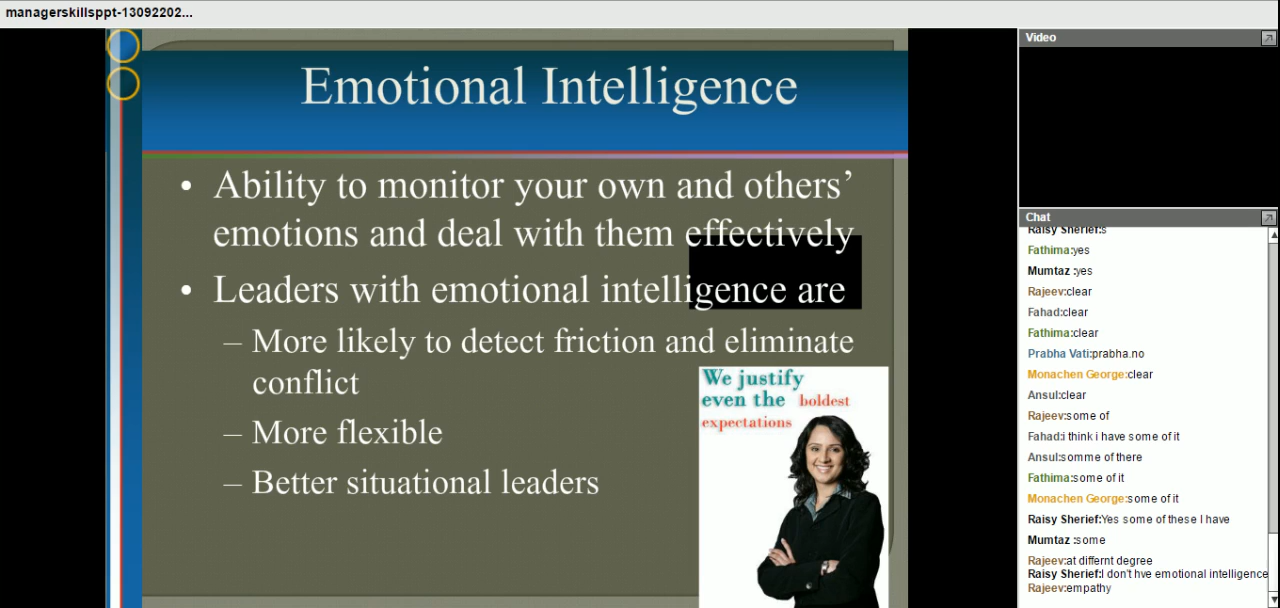 managerskillsppt-13092202...
Emotional Intelligence
• Ability to monitor your own and others’
emotions and deal with them effectively
• Leaders with emotional intelligence are
– More likely to detect friction and eliminate
conflict
– More flexible
– Better situational leaders
We justify
even the boldest
expectations
Video
Chat
Raisy Sherief:s
Fathima:yes
Mumtaz :yes
Rajeev:clear
Fahad:clear
Fathima:clear
Prabha Vati:prabha.no
Monachen George:clear
Ansul:clear
Rajeev:some of
Fahad:i think i have some of it
Ansul:somme of there
Fathima:some of it
Monachen George:some of it
Raisy Sherief:Yes some of these I have
Mumtaz :some
Rajeev:at differnt degree
Raisy Sherief:I don't hve emotional intelligence
Rajeev:empathy